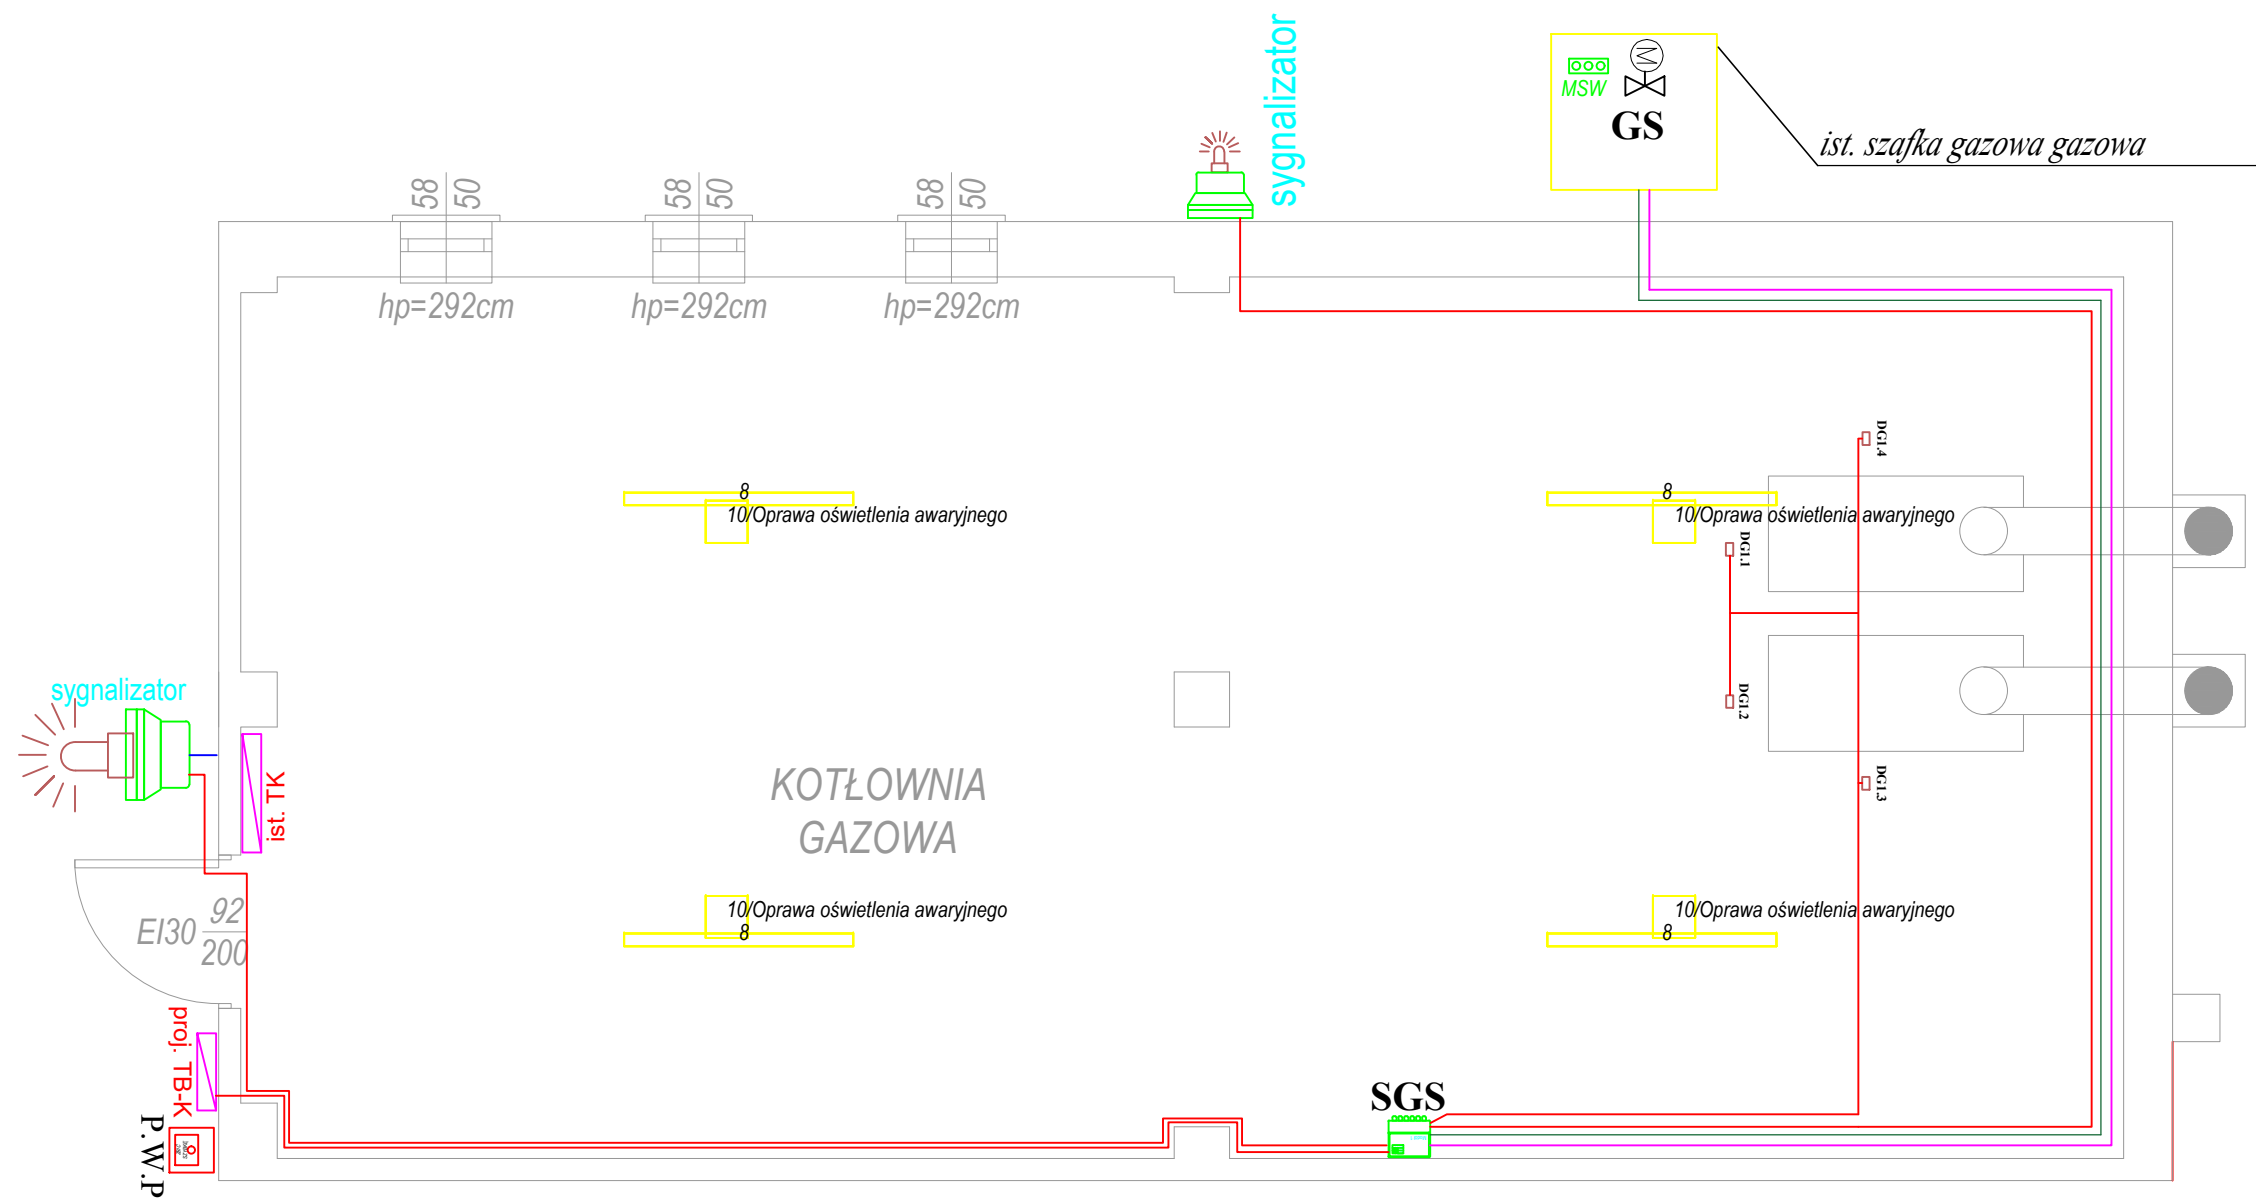 sygnalizator
MSW
M
GS
ist. szafka gazowa gazowa
58
50
58
50
58
50
hp=292cm
hp=292cm
hp=292cm
DG1.4
8
10/Oprawa oświetlenia awaryjnego
8
10/Oprawa oświetlenia awaryjnego
DG1.1
sygnalizator
DG1.2
ist. TK
KOTŁOWNIA
GAZOWA
DG1.3
EI30
92
200
10/Oprawa oświetlenia awaryjnego
8
10/Oprawa oświetlenia awaryjnego
8
proj. TB-K
SGS
P.W.P